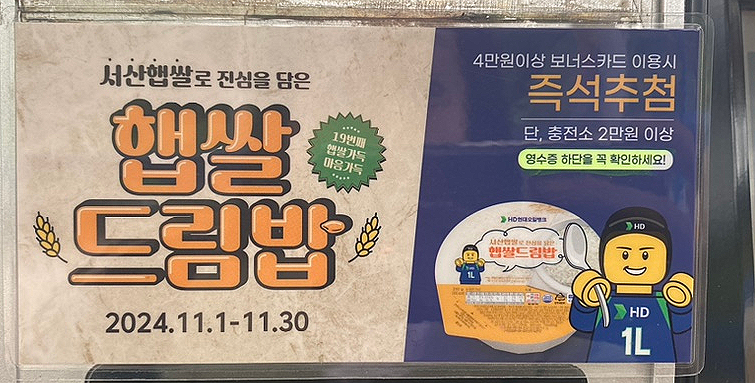 서산햅쌀로 진심을 담은
햅쌀
드림밥
19번째
햅쌀가득
마음가득
2024.11.1-11.30
4만원이상 보너스카드 이용시
즉석추첨
단, 충전소 2만원 이상
영수증 하단을 꼭 확인하세요!
HD현대오일뱅크
서산햅쌀로 진심을 담은
햅쌀드림밥
1L
HD
HD
1L